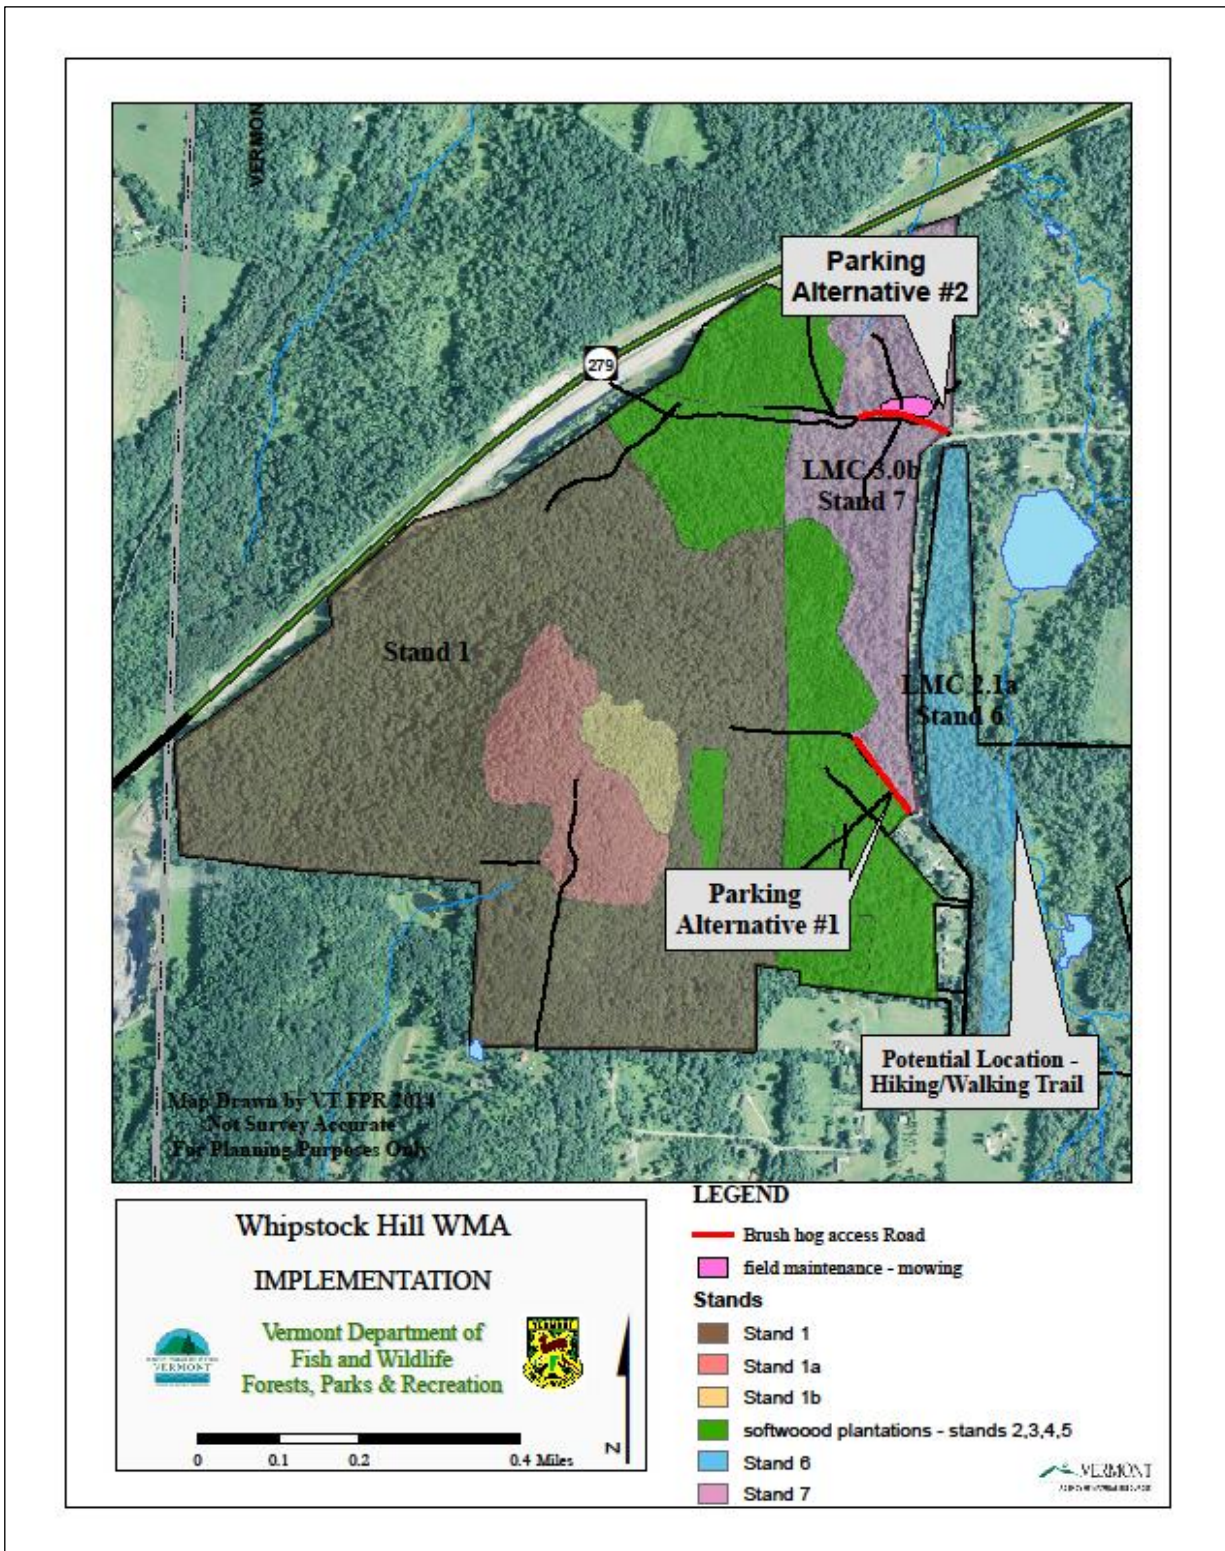 VERMON
Parking
Alternative #2
279
LMC 3.0b
Stand 7
Stand 1
LMC 2.1a
Stand 6
Parking
Alternative #1
Potential Location -
Hiking/Walking Trail
Map Drawn by VT FPR 2014
Not Survey Accurate
For Planning Purposes Only
Whipstock Hill WMA
IMPLEMENTATION
Vermont Department of
Fish and Wildlife
Forests, Parks & Recreation
VERMONT
VERMONT
0 0.1 0.2 0.4 Miles
N
LEGEND
Brush hog access Road
field maintenance - mowing
Stands
Stand 1
Stand 1a
Stand 1b
softwoood plantations - stands 2,3,4,5
Stand 6
Stand 7
VERMONT